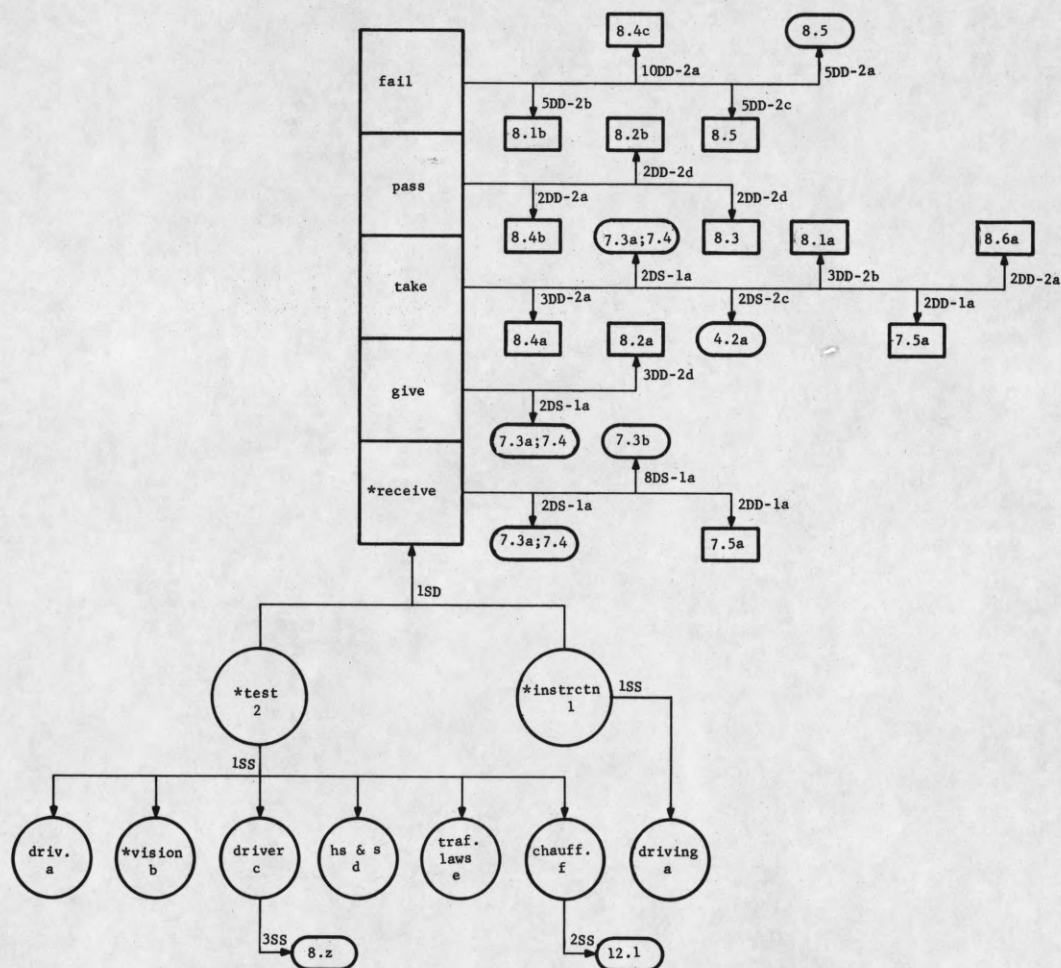 8.4c 8.5
fail 10DD-2a 5DD-2a
5DD-2b 5DD-2c
8.1b 8.2b 8.5
pass 2DD-2d
2DD-2a 2DD-2d
8.4b 7.3a;7.4 8.3 8.1a 8.6a
take 2DS-1a 3DD-2b 2DD-2a
3DD-2a 2DS-2c 2DD-1a
8.4a 8.2a 4.2a 7.5a
give 3DD-2d
2DS-1a
7.3a;7.4 7.3b
*receive 8DS-1a
2DS-1a 2DD-1a
7.3a;7.4 7.5a
1SD
*test *instrctn 1SS
2 1
1SS
driv. *vision driver hs & s traf. chauff. driving
laws
a b c d e f a
3SS 8.z 2SS 12.1